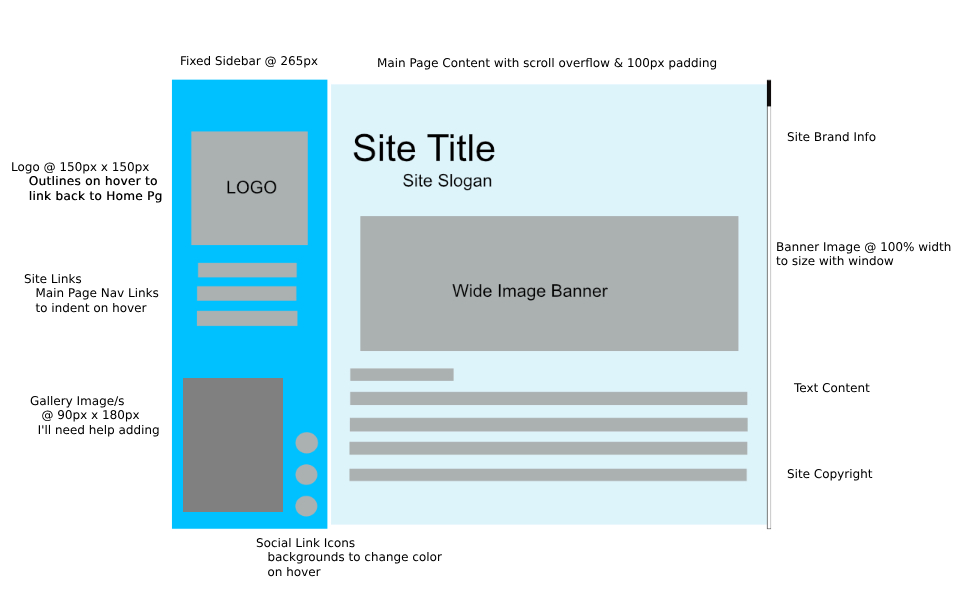 Fixed Sidebar @ 265px
Main Page Content with scroll overflow & 100px padding
Logo @ 150px x 150px
Outlines on hover to
link back to Home Pg
LOGO
Site Title
Site Slogan
Site Brand Info
Site Links
Main Page Nav Links
to indent on hover
Wide Image Banner
Banner Image @ 100% width
to size with window
Gallery Image/s
@ 90px x 180px
I'll need help adding
Text Content
Site Copyright
Social Link Icons
backgrounds to change color
on hover